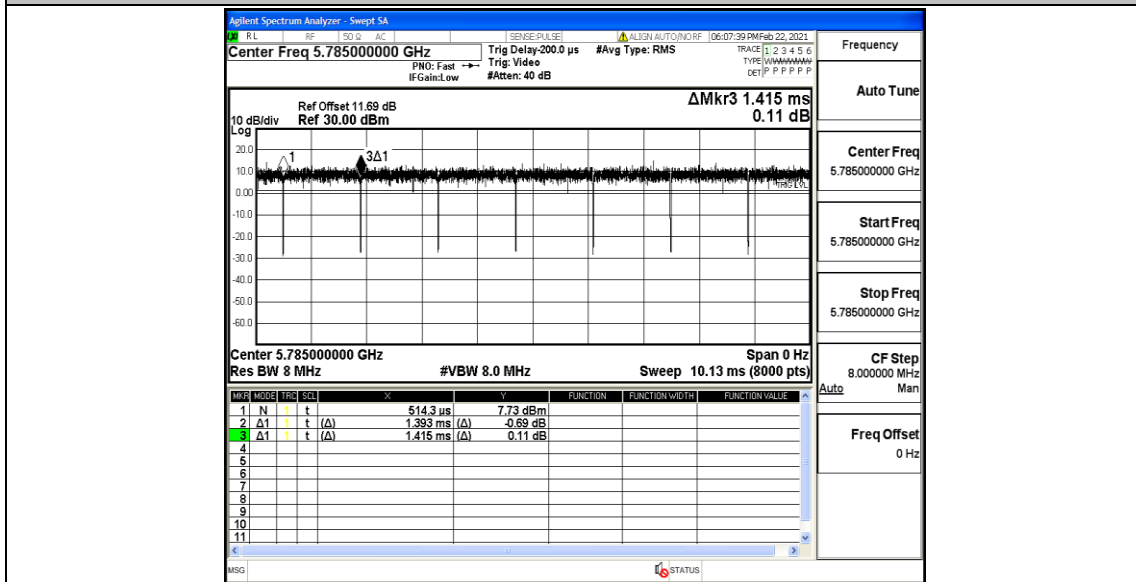 Agilent Spectrum Analyzer - Swept SA
RL RF 50 Ω AC SENSE:PULSE ALIGN AUTO/NO RF 06:07:39 PM Feb 22, 2021
Center Freq 5.785000000 GHz
PNO: Fast
IFGain:Low
Trig Delay-200.0 µs
Trig: Video
#Atten: 40 dB
#Avg Type: RMS
TRACE 1 2 3 4 5 6
TYPE
DET P P P P P P
ΔMkr3 1.415 ms
0.11 dB
Ref Offset 11.69 dB
10 dB/div Ref 30.00 dBm
Log
20.0
10.0
0.00
-10.0
-20.0
-30.0
-40.0
-50.0
-60.0
1
3Δ1
TRIG LVL
Center 5.785000000 GHz Span 0 Hz
Res BW 8 MHz #VBW 8.0 MHz Sweep 10.13 ms (8000 pts)
MKR MODE TRC SCL X Y FUNCTION FUNCTION WIDTH FUNCTION VALUE
1 N 1 t 514.3 µs 7.73 dBm
2 Δ1 1 t (Δ) 1.393 ms (Δ) -0.69 dB
3 Δ1 1 t (Δ) 1.415 ms (Δ) 0.11 dB
4
5
6
7
8
9
10
11
MSG STATUS
Frequency
Auto Tune
Center Freq
5.785000000 GHz
Start Freq
5.785000000 GHz
Stop Freq
5.785000000 GHz
CF Step
8.000000 MHz
Auto Man
Freq Offset
0 Hz